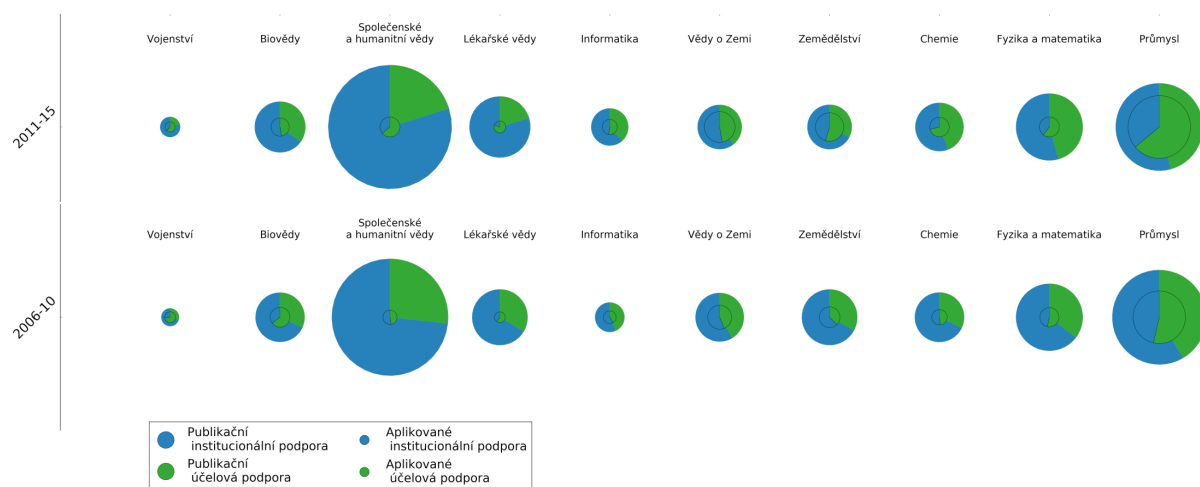 Společenské
a humanitní vědy
Vojenství Biovědy Lékařské vědy Informatika Vědy o Zemi Zemědělství Chemie Fyzika a matematika Průmysl
2011-15
Společenské
a humanitní vědy
Vojenství Biovědy Lékařské vědy Informatika Vědy o Zemi Zemědělství Chemie Fyzika a matematika Průmysl
2006-10
Publikační
institucionální podpora
Publikační
účelová podpora
Aplikované
institucionální podpora
Aplikované
účelová podpora